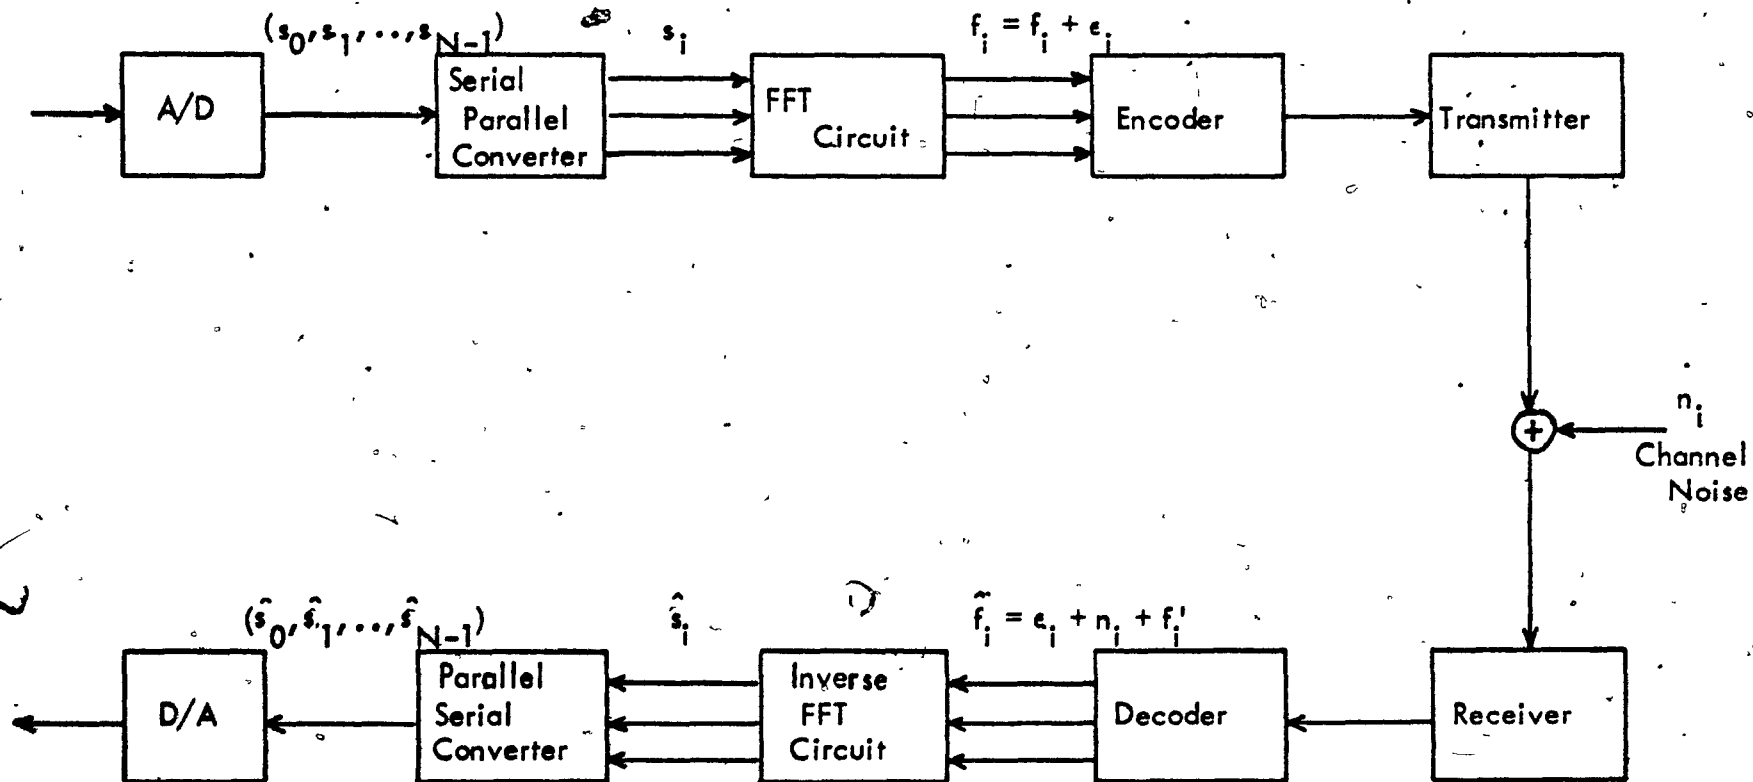 (s0,s1,..,sN-1)
si
fi = fi + ϵi
A/D
Serial
Parallel
Converter
FFT
Circuit
Encoder
Transmitter
+
ni
Channel
Noise
(ŝ0,ŝ1,..,ŝN-1)
ŝi
f̃i = ϵi + ni + fi'
D/A
Parallel
Serial
Converter
Inverse
FFT
Circuit
Decoder
Receiver